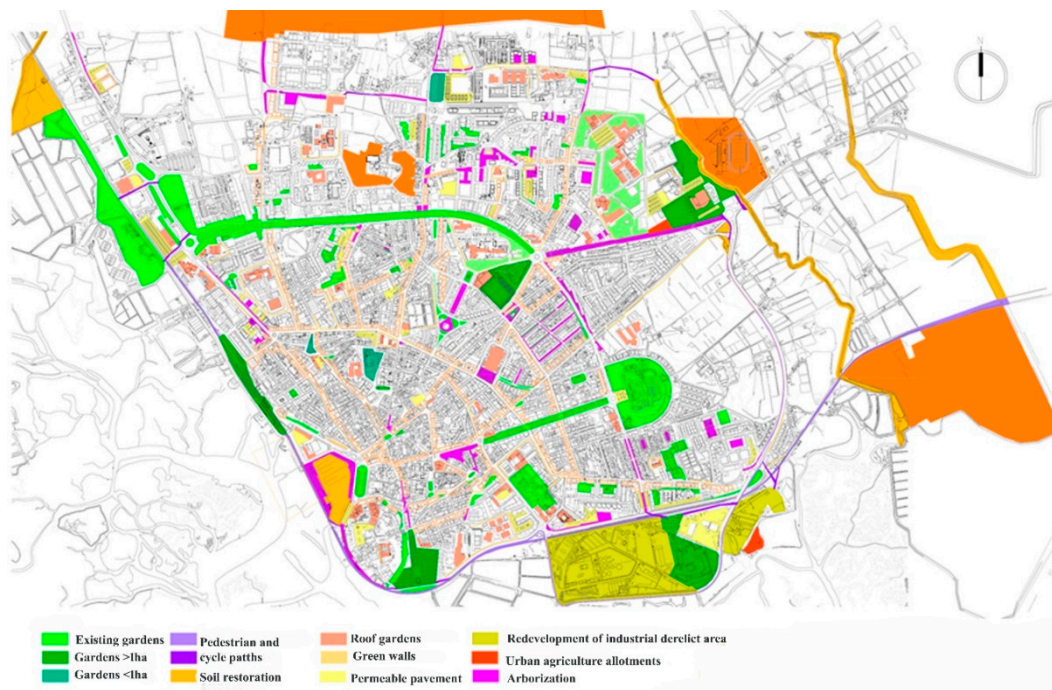 N
Existing gardens
Gardens >1ha
Gardens <1ha
Pedestrian and
cycle patths
Soil restoration
Roof gardens
Green walls
Permeable pavement
Redevelopment of industrial derelict area
Urban agriculture allotments
Arborization